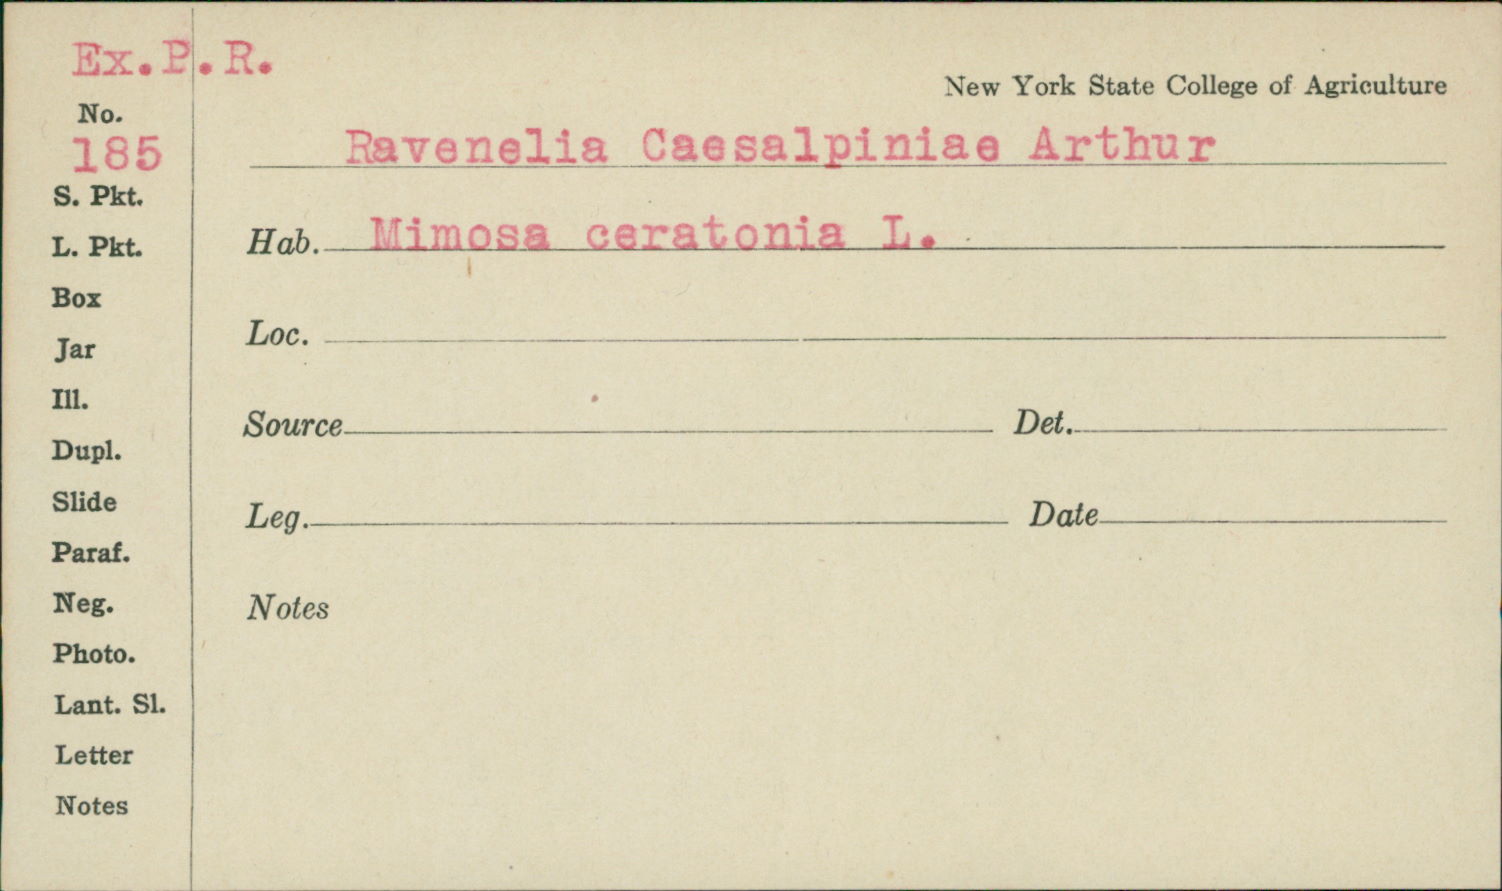 Ex.P.R.
New York State College of Agriculture
No.
185
Ravenelia Caesalpiniae Arthur
S. Pkt.
L. Pkt.
Hab. Mimosa ceratonia L.
Box
Loc.
Jar
Ill.
Source Det.
Dupl.
Slide
Leg. Date
Paraf.
Neg.
Notes
Photo.
Lant. Sl.
Letter
Notes